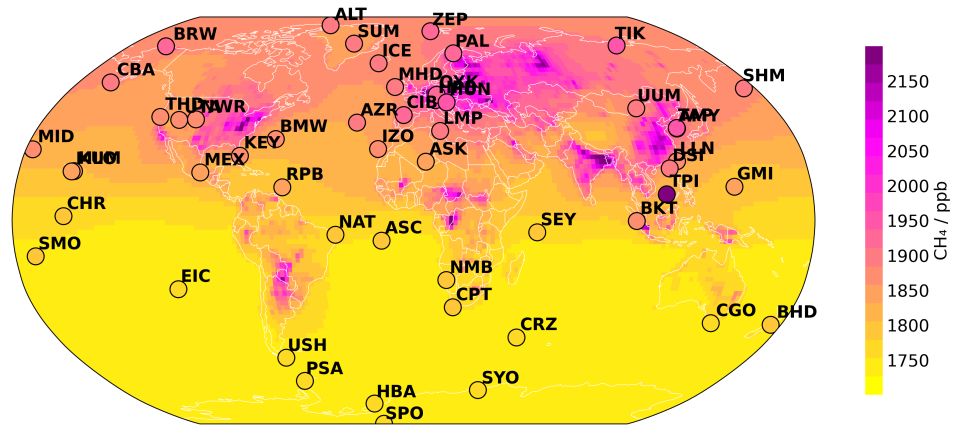 ALT
ZEP
BRW
SUM
PAL
TIK
ICE
CBA
MHD
SHM
UUM
CIB
AZR
BMW
LMP
MID
KEY
IZO
ASK
LLN
DSI
MEX
RPB
TPI
GMI
CHR
NAT
ASC
SEY
BKT
SMO
EIC
NMB
CPT
CGO
BHD
CRZ
USH
PSA
SYO
HBA
SPO
2150
2100
2050
2000
1950
1900
1850
1800
1750
CH₄ / ppb